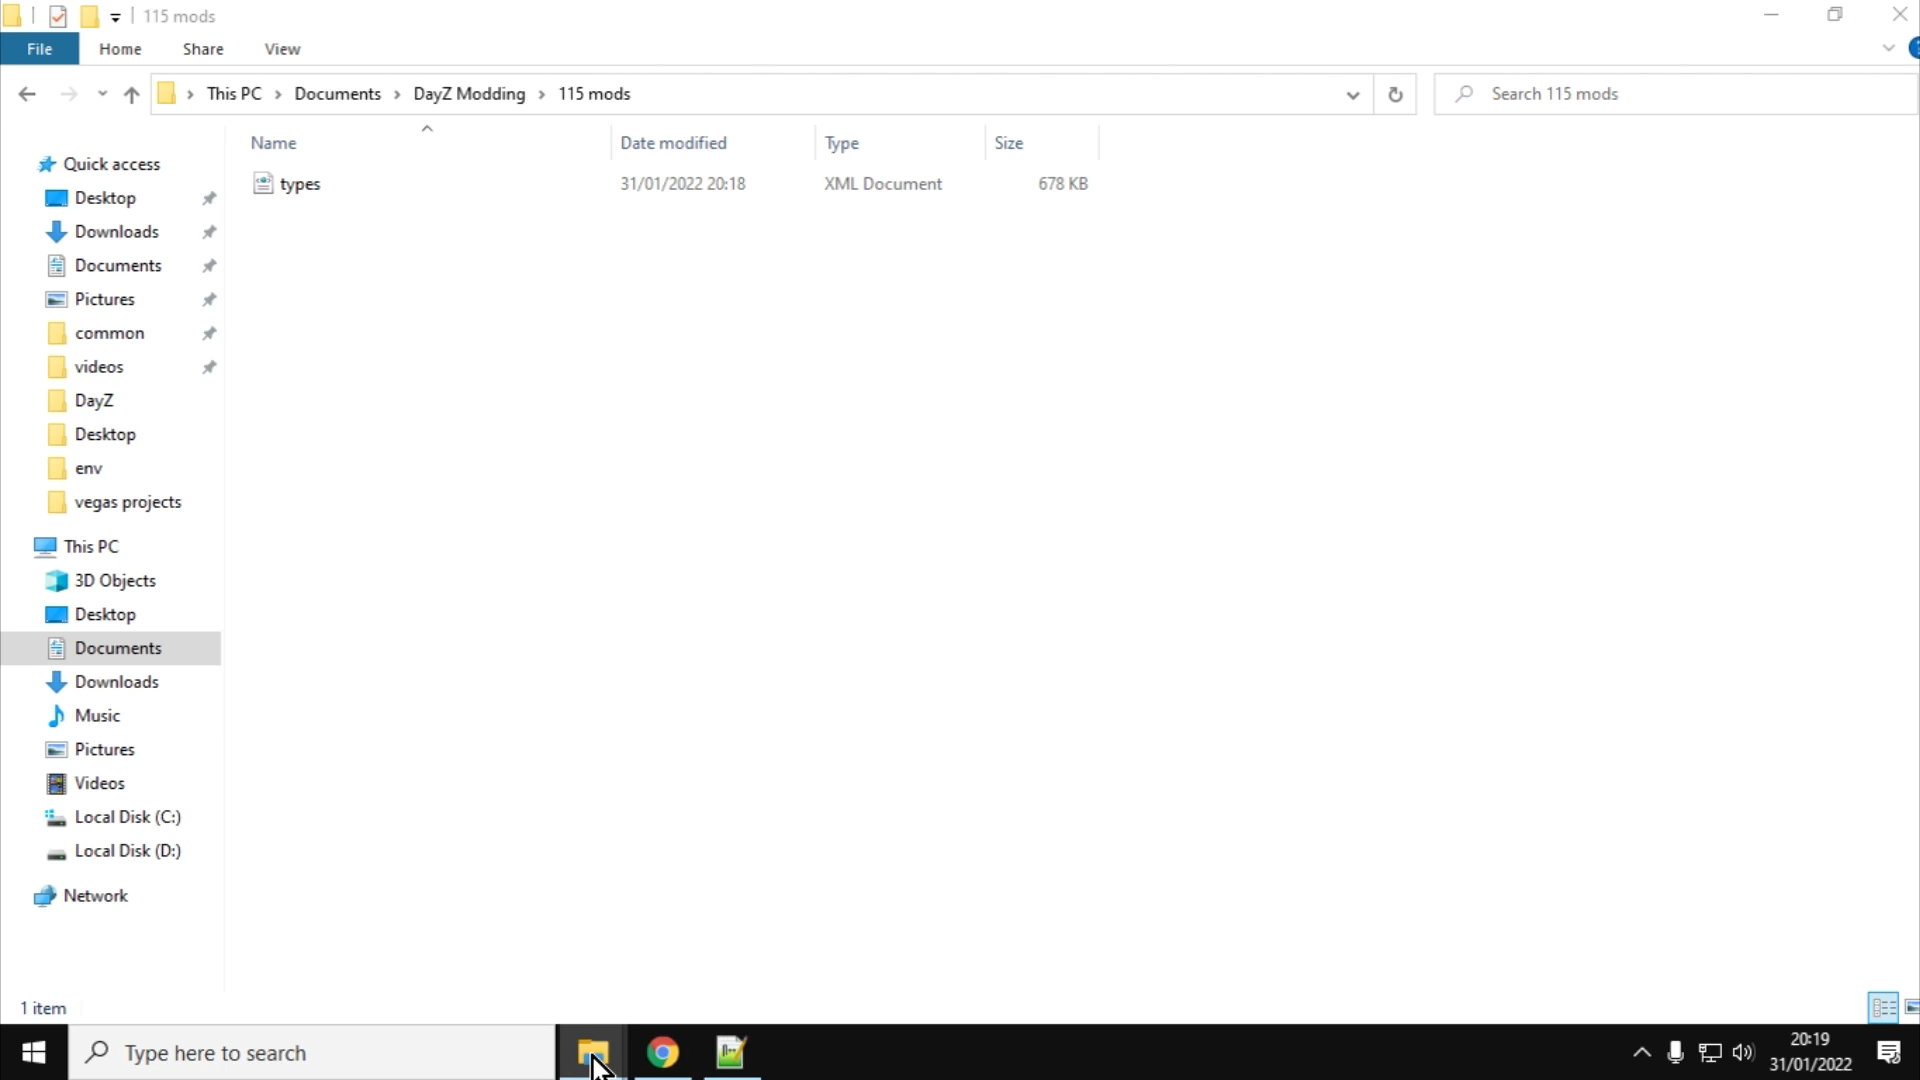 115 mods
File Home Share View
This PC Documents DayZ Modding 115 mods
Search 115 mods
Name Date modified Type Size
types 31/01/2022 20:18 XML Document 678 KB
Quick access
Desktop
Downloads
Documents
Pictures
common
videos
DayZ
Desktop
env
vegas projects
This PC
3D Objects
Desktop
Documents
Downloads
Music
Pictures
Videos
Local Disk (C:)
Local Disk (D:)
Network
1 item
Type here to search
20:19
31/01/2022